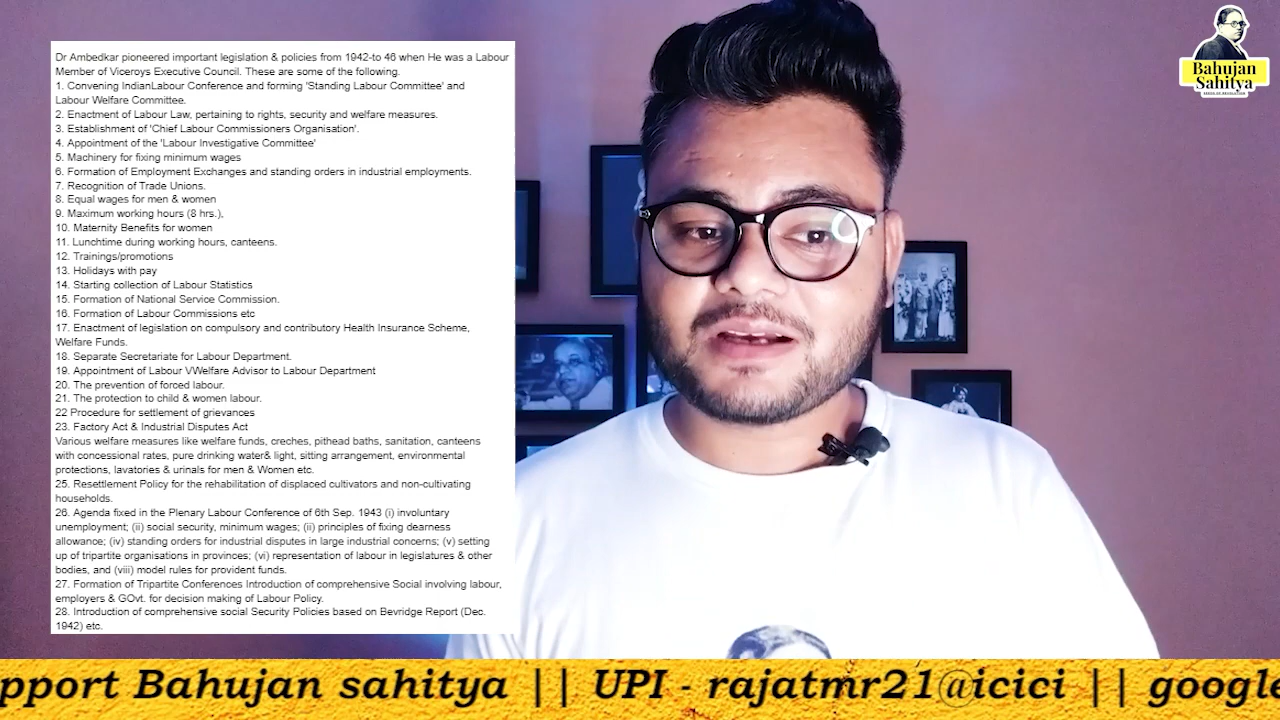 Dr Ambedkar pioneered important legislation & policies from 1942-to 46 when He was a Labour
Member of Viceroys Executive Council. These are some of the following.
1. Convening IndianLabour Conference and forming 'Standing Labour Committee' and
Labour Welfare Committee.
2. Enactment of Labour Law, pertaining to rights, security and welfare measures.
3. Establishment of 'Chief Labour Commissioners Organisation'.
4. Appointment of the 'Labour Investigative Committee'
5. Machinery for fixing minimum wages
6. Formation of Employment Exchanges and standing orders in industrial employments.
7. Recognition of Trade Unions.
8. Equal wages for men & women
9. Maximum working hours (8 hrs.),
10. Maternity Benefits for women
11. Lunchtime during working hours, canteens.
12. Trainings/promotions
13. Holidays with pay
14. Starting collection of Labour Statistics
15. Formation of National Service Commission.
16. Formation of Labour Commissions etc
17. Enactment of legislation on compulsory and contributory Health Insurance Scheme,
Welfare Funds.
18. Separate Secretariate for Labour Department.
19. Appointment of Labour VWelfare Advisor to Labour Department
20. The prevention of forced labour.
21. The protection to child & women labour.
22 Procedure for settlement of grievances
23. Factory Act & Industrial Disputes Act
Various welfare measures like welfare funds, creches, pithead baths, sanitation, canteens
with concessional rates, pure drinking water& light, sitting arrangement, environmental
protections, lavatories & urinals for men & Women etc.
25. Resettlement Policy for the rehabilitation of displaced cultivators and non-cultivating
households.
26. Agenda fixed in the Plenary Labour Conference of 6th Sep. 1943 (i) involuntary
unemployment; (ii) social security, minimum wages; (ii) principles of fixing dearness
allowance; (iv) standing orders for industrial disputes in large industrial concerns; (v) setting
up of tripartite organisations in provinces; (vi) representation of labour in legislatures & other
bodies, and (viii) model rules for provident funds.
27. Formation of Tripartite Conferences Introduction of comprehensive Social involving labour,
employers & GOvt. for decision making of Labour Policy.
28. Introduction of comprehensive social Security Policies based on Bevridge Report (Dec.
1942) etc.
Bahujan
Sahitya
pport Bahujan sahitya || UPI - rajatmr21@icici || google